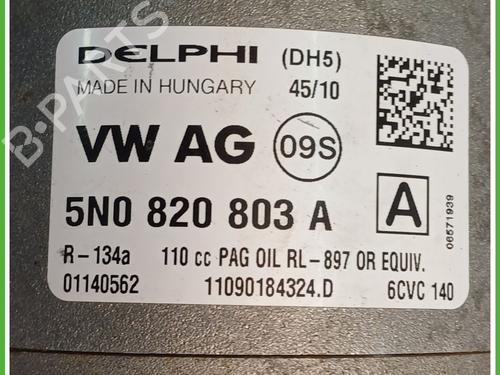 DELPHI (DH5)
MADE IN HUNGARY 45/10
VW AG 09S
5N0 820 803 A A
06571939
R-134a 110 cc PAG OIL RL-897 OR EQUIV.
01140562 11090184324.D 6CVC 140
B-PARTS